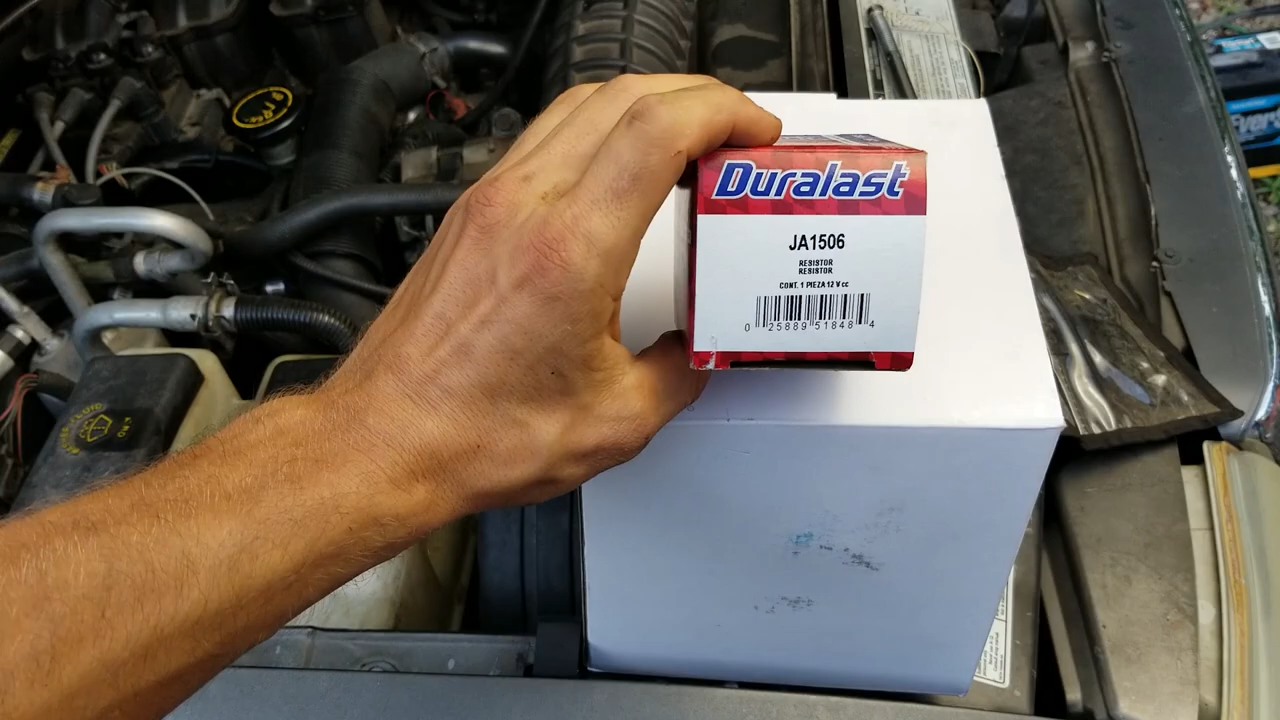 Duralast
JA1506
RESISTOR
RESISTOR
CONT. 1 PIEZA 12 V cc
0 25889 51848 4